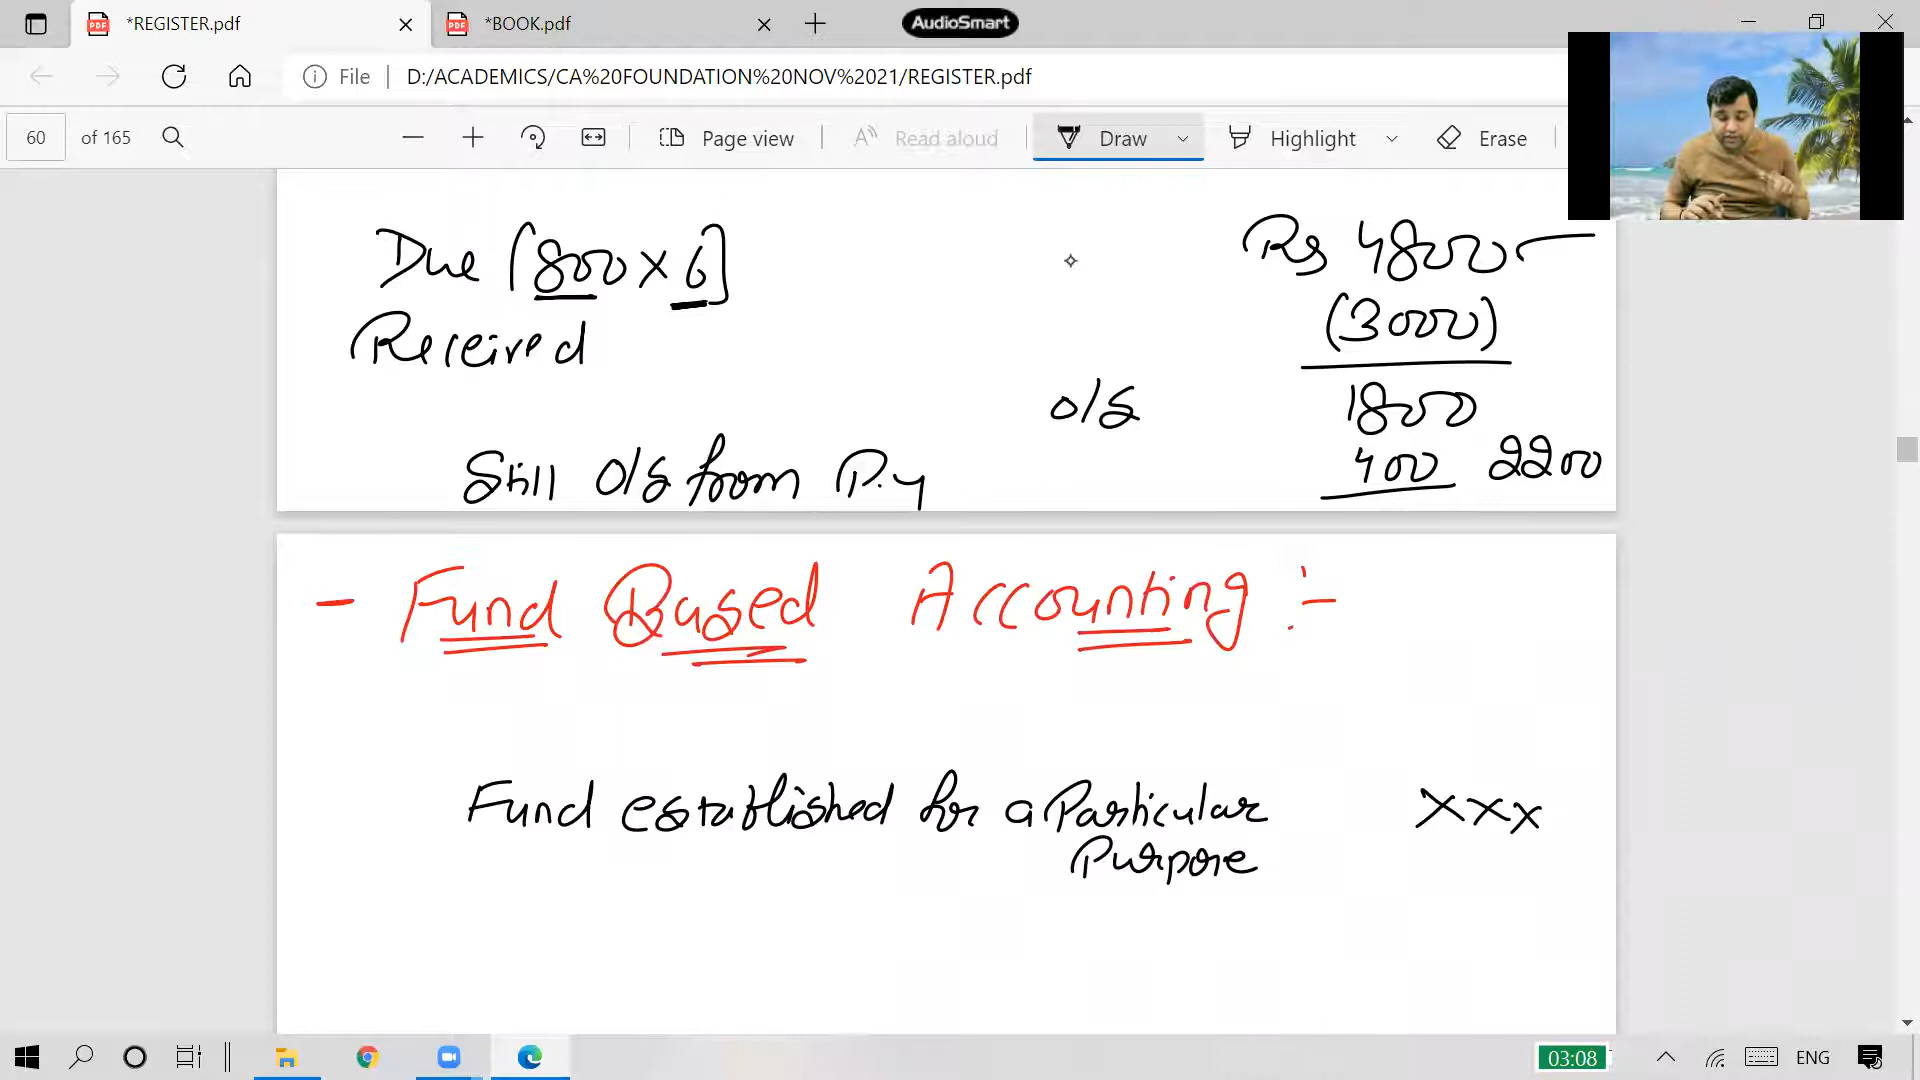 *REGISTER.pdf
*BOOK.pdf
AudioSmart
File
D:/ACADEMICS/CA%20FOUNDATION%20NOV%2021/REGISTER.pdf
60 of 165
Page view
Read aloud
Draw
Highlight
Erase
Due [800 x 6] Rs 4800
Received (3000)
o/s 1800
Still o/s from P.y 400 2200
- Fund Based Accounting :-
Fund established for a Particular xxx
Purpose
03:08
ENG